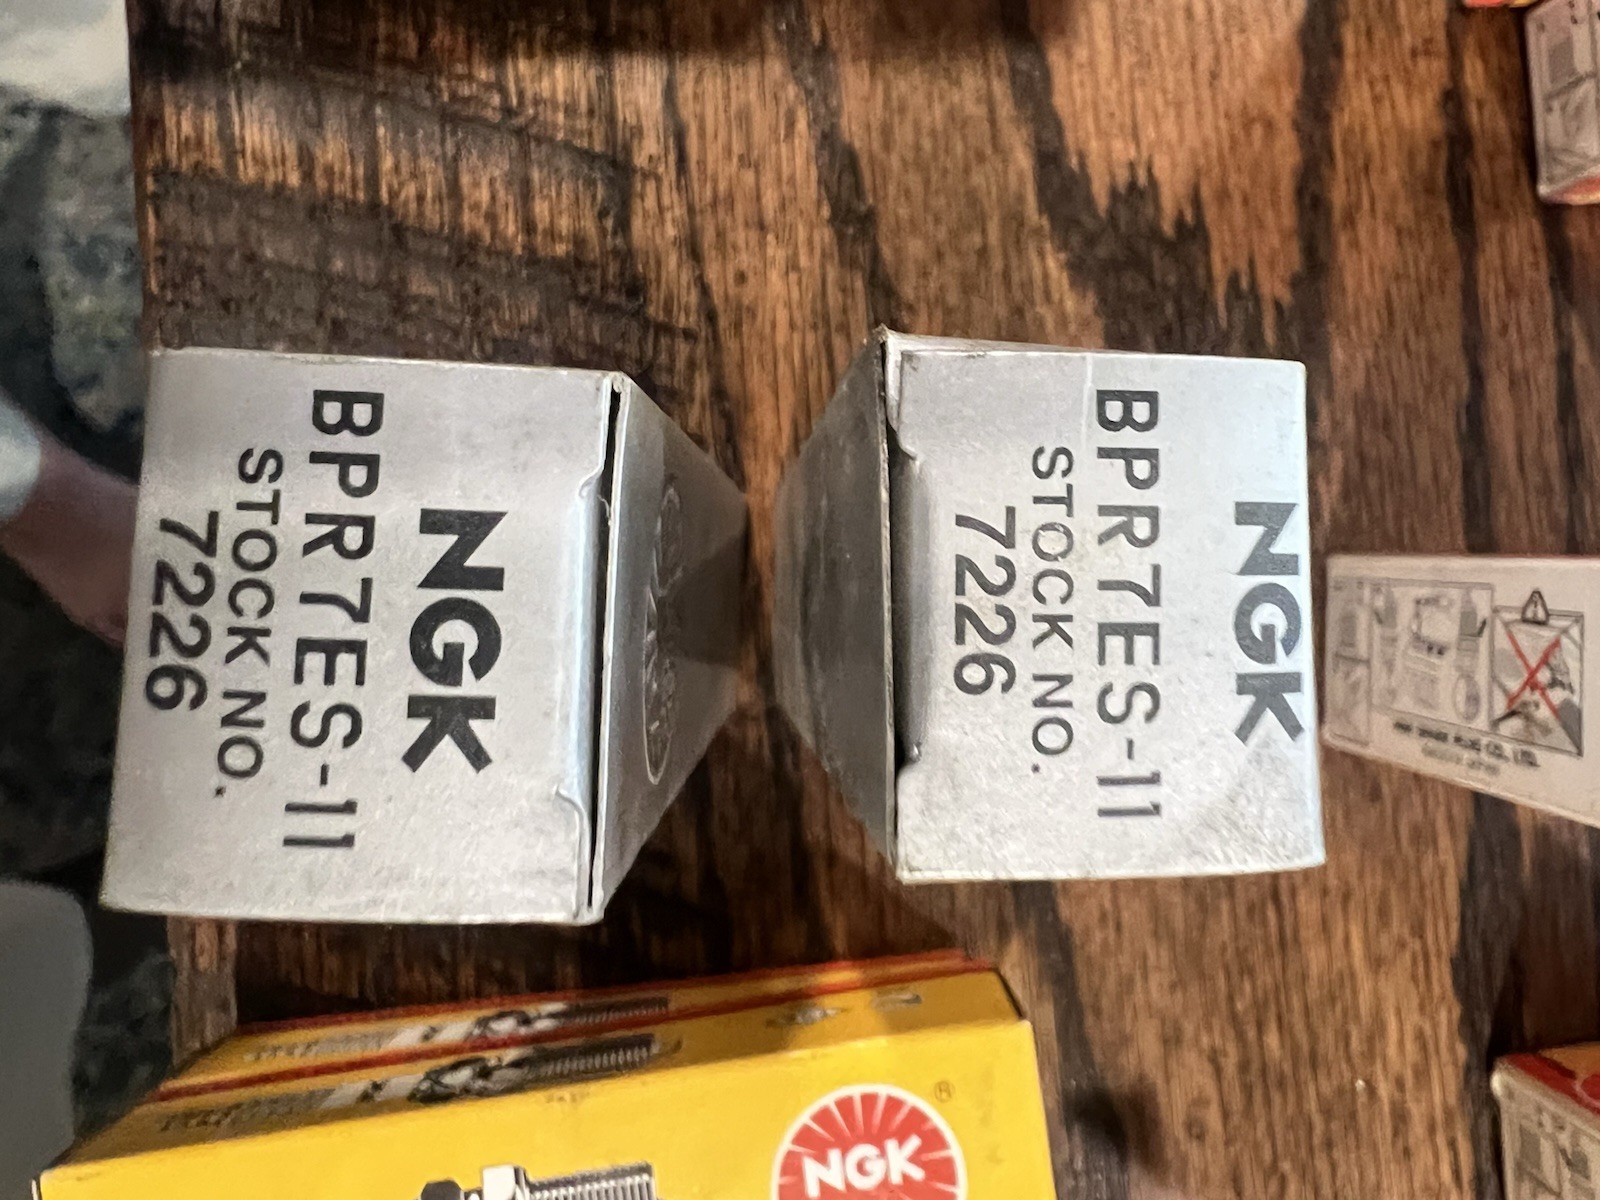 NGK
BPR7ES-11
STOCK NO.
7226
NGK
BPR7ES-11
STOCK NO.
7226
NGK
®